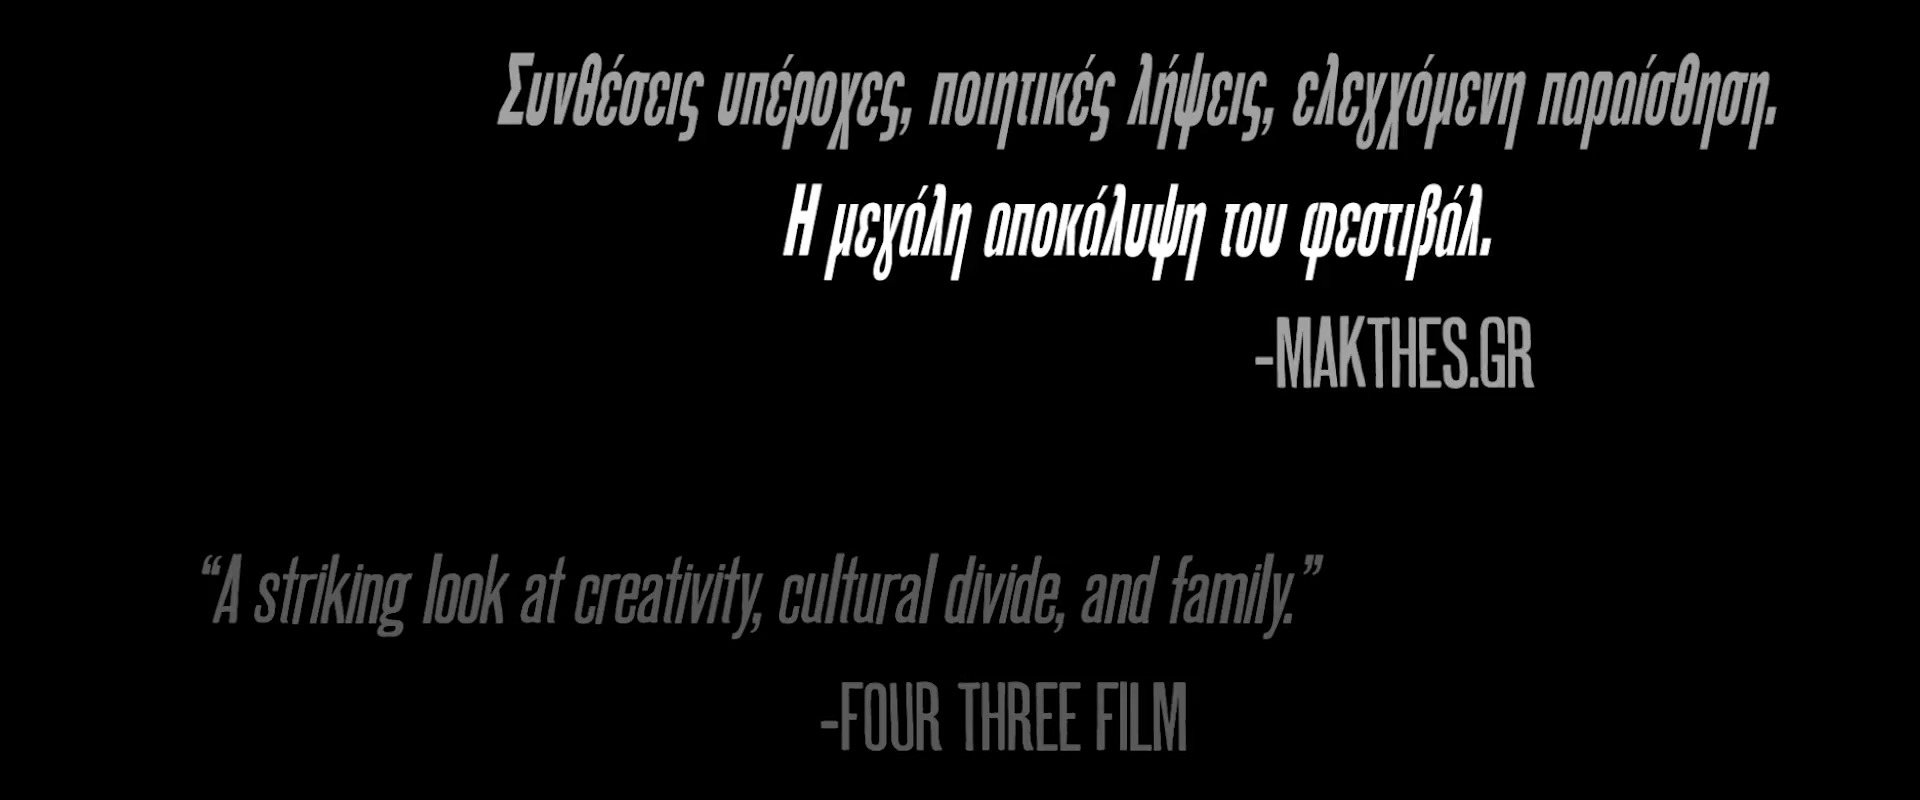 Συνθέσεις υπέροχες, ποιητικές λήψεις, ελεγχόμενη παραίσθηση.
Η μεγάλη αποκάλυψη του φεστιβάλ.
-MAKTHES.GR
“A striking look at creativity, cultural divide, and family.”
-FOUR THREE FILM